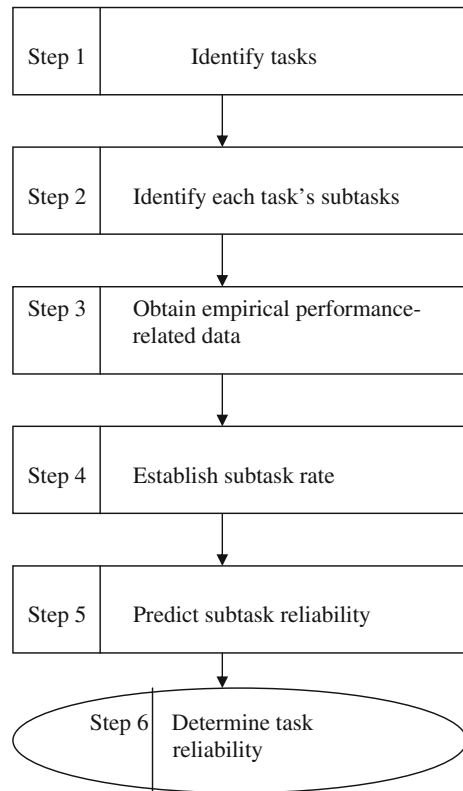 Step 1 Identify tasks
Step 2 Identify each task's subtasks
Step 3 Obtain empirical performance-
related data
Step 4 Establish subtask rate
Step 5 Predict subtask reliability
Step 6 Determine task
reliability